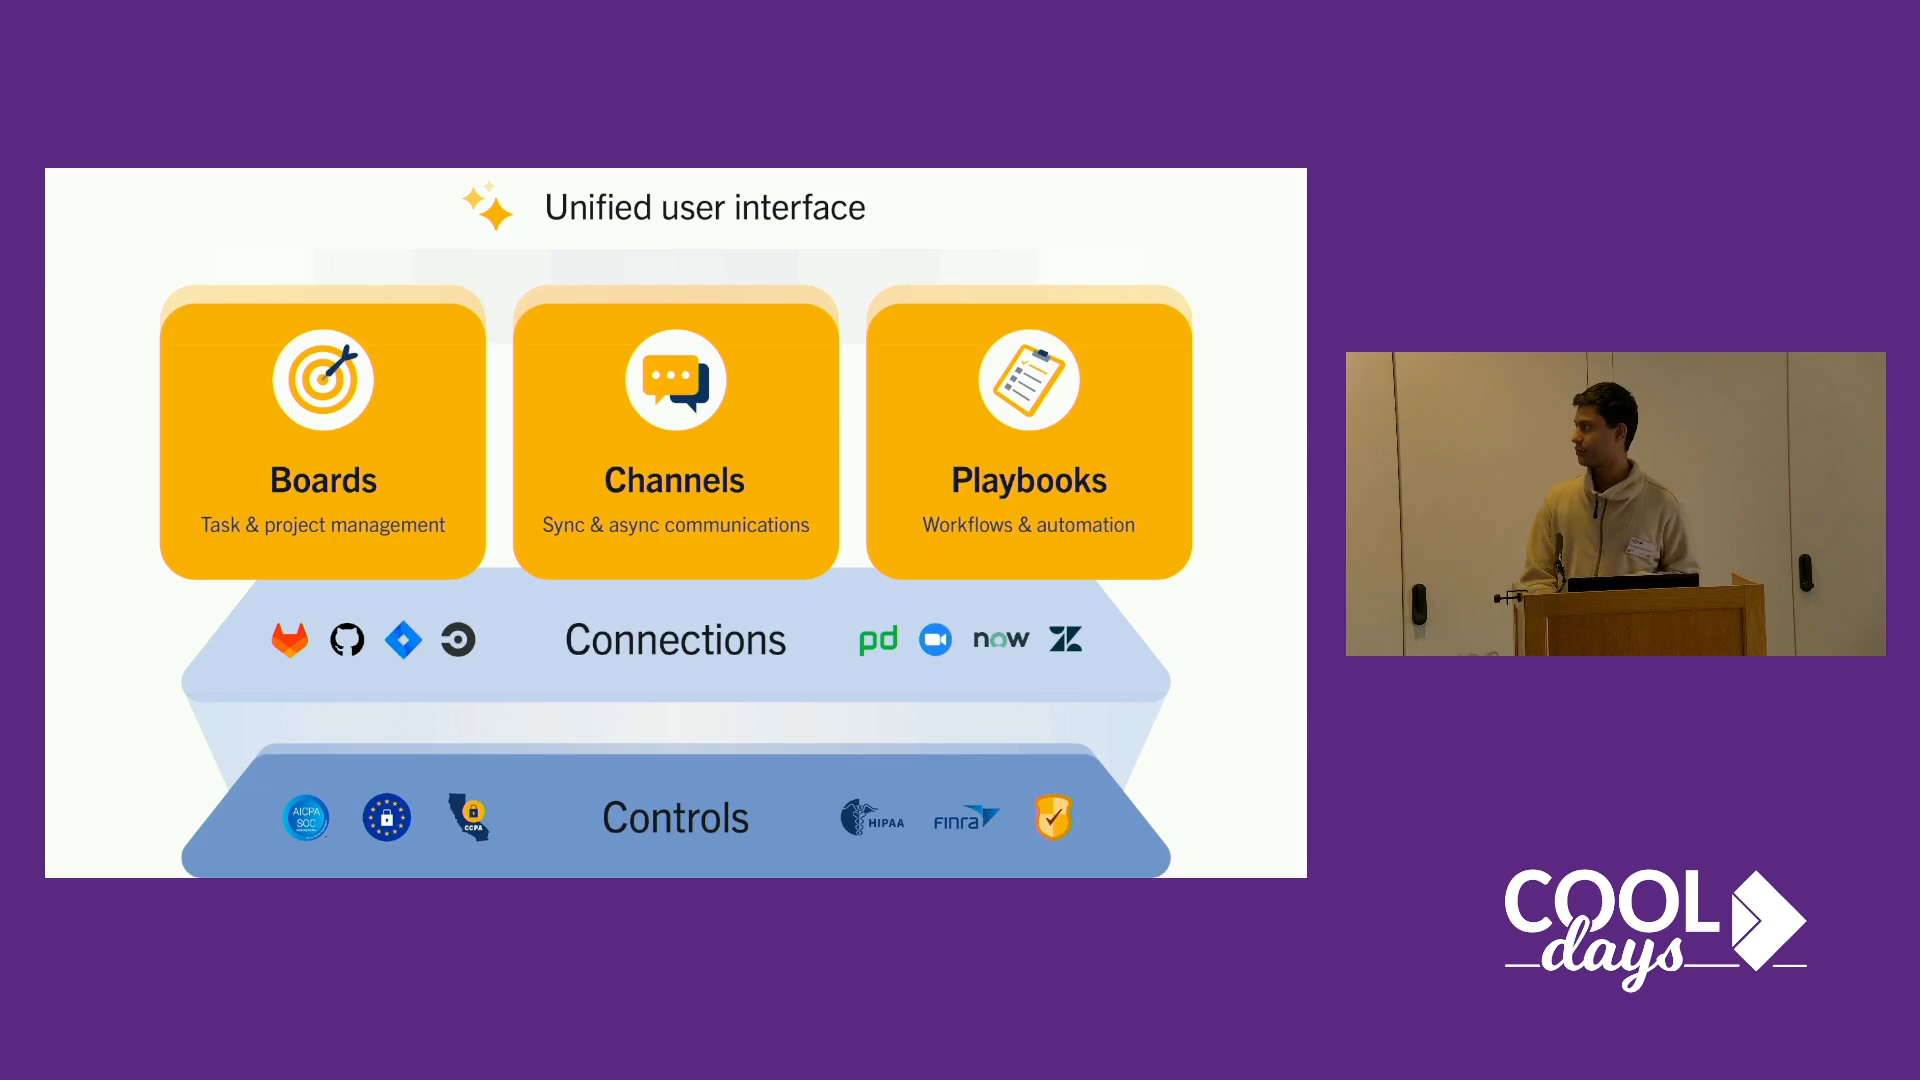 Unified user interface
Boards
Task & project management
Channels
Sync & async communications
Playbooks
Workflows & automation
pd
now
Connections
AICPA
SOC
CCPA
Controls
HIPAA
FINRA
COOL
days